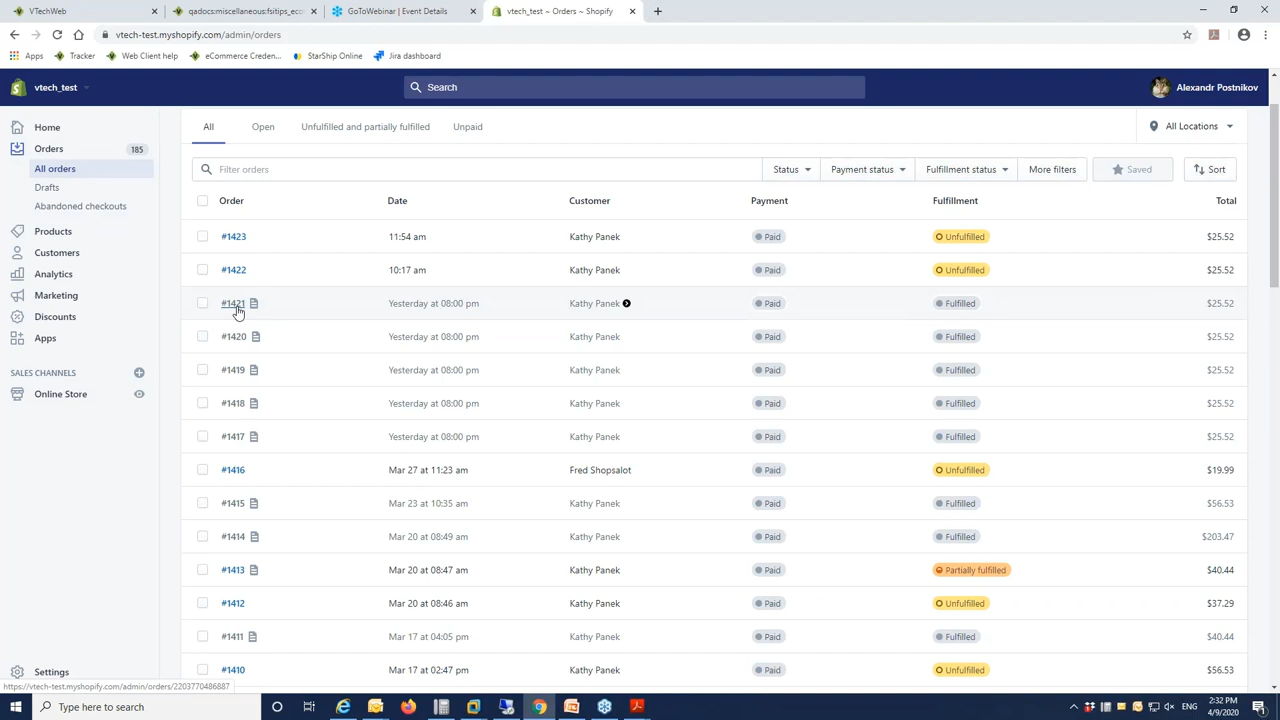 VTechWeb
qadocs:miscellaneous:fsitips_eco
GoToWebinar | Event Details
vtech_test ~ Orders ~ Shopify
vtech-test.myshopify.com/admin/orders
Apps
Tracker
Web Client help
eCommerce Creden...
StarShip Online
Jira dashboard
vtech_test
Search
Alexandr Postnikov
Home
Orders 185
All orders
Drafts
Abandoned checkouts
Products
Customers
Analytics
Marketing
Discounts
Apps
SALES CHANNELS
Online Store
Settings
All Open Unfulfilled and partially fulfilled Unpaid All Locations
Filter orders Status Payment status Fulfillment status More filters Saved Sort
Order Date Customer Payment Fulfillment Total
#1423 11:54 am Kathy Panek Paid Unfulfilled $25.52
#1422 10:17 am Kathy Panek Paid Unfulfilled $25.52
#1421 Yesterday at 08:00 pm Kathy Panek Paid Fulfilled $25.52
#1420 Yesterday at 08:00 pm Kathy Panek Paid Fulfilled $25.52
#1419 Yesterday at 08:00 pm Kathy Panek Paid Fulfilled $25.52
#1418 Yesterday at 08:00 pm Kathy Panek Paid Fulfilled $25.52
#1417 Yesterday at 08:00 pm Kathy Panek Paid Fulfilled $25.52
#1416 Mar 27 at 11:23 am Fred Shopsalot Paid Unfulfilled $19.99
#1415 Mar 23 at 10:35 am Kathy Panek Paid Fulfilled $56.53
#1414 Mar 20 at 08:49 am Kathy Panek Paid Fulfilled $203.47
#1413 Mar 20 at 08:47 am Kathy Panek Paid Partially fulfilled $40.44
#1412 Mar 20 at 08:46 am Kathy Panek Paid Unfulfilled $37.29
#1411 Mar 17 at 04:05 pm Kathy Panek Paid Fulfilled $40.44
#1410 Mar 17 at 02:47 pm Kathy Panek Paid Unfulfilled $56.53
https://vtech-test.myshopify.com/admin/orders/2203770486887
Type here to search
ENG
2:32 PM
4/9/2020